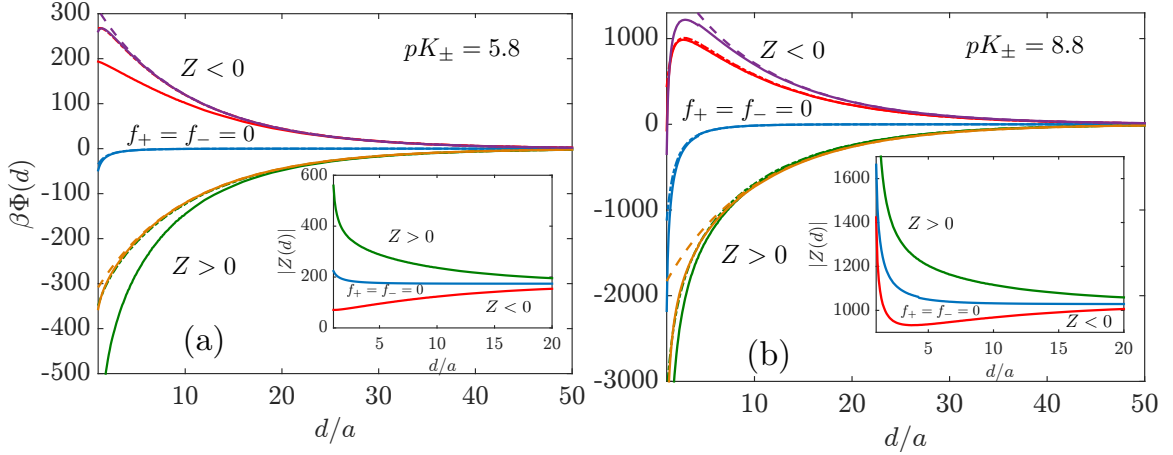 300
200
100
0
-100
-200
-300
-400
-500
βΦ(d)
pK± = 5.8
Z < 0
f+ = f− = 0
Z > 0
(a)
10
20
30
40
50
d/a
600
400
200
0
|Z(d)|
Z > 0
f+ = f− = 0
Z < 0
5
10
15
20
d/a
1000
0
-1000
-2000
-3000
pK± = 8.8
Z < 0
f+ = f− = 0
Z > 0
(b)
10
20
30
40
50
d/a
1600
1400
1200
1000
|Z(d)|
Z > 0
f+ = f− = 0
Z < 0
5
10
15
20
d/a